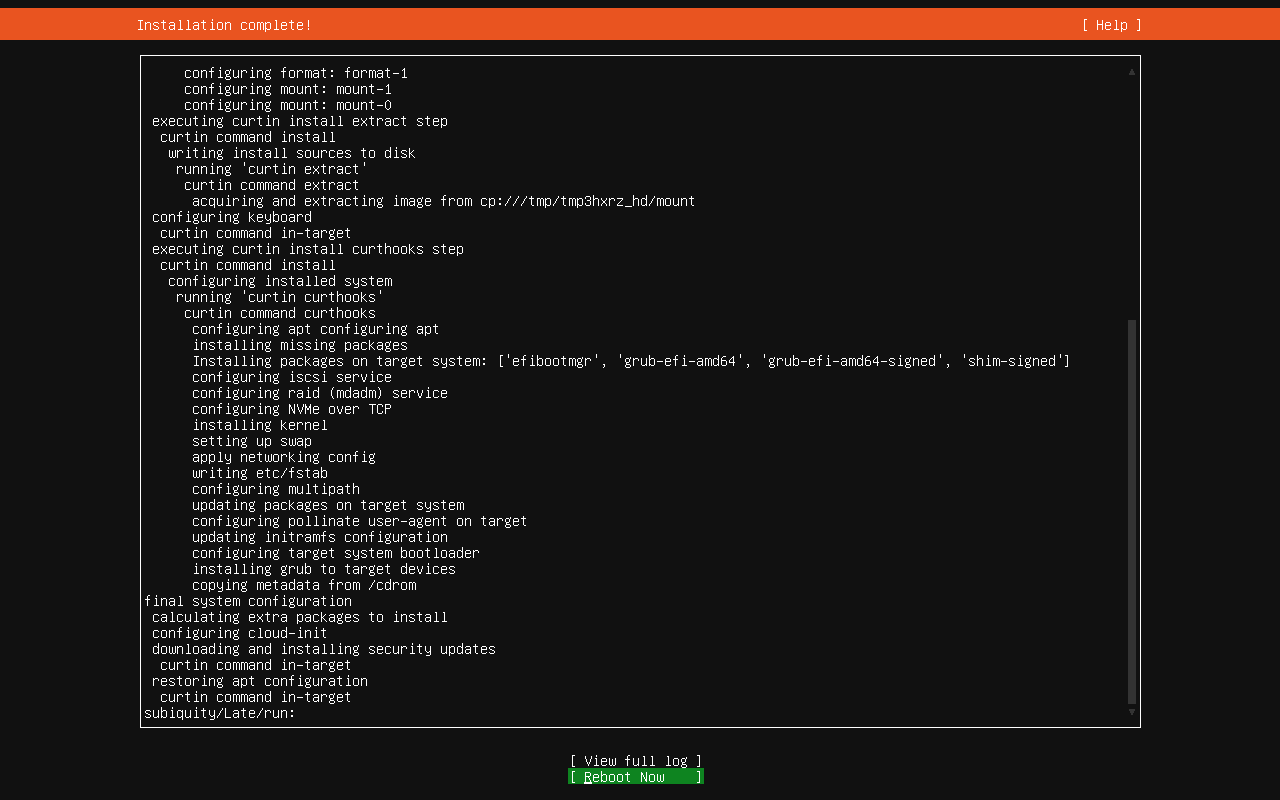 Installation complete! [ Help ]
configuring format: format-1
configuring mount: mount-1
configuring mount: mount-0
executing curtin install extract step
curtin command install
writing install sources to disk
running 'curtin extract'
curtin command extract
acquiring and extracting image from cp:///tmp/tmp3hxrz_hd/mount
configuring keyboard
curtin command in-target
executing curtin install curthooks step
curtin command install
configuring installed system
running 'curtin curthooks'
curtin command curthooks
configuring apt configuring apt
installing missing packages
Installing packages on target system: ['efibootmgr', 'grub-efi-amd64', 'grub-efi-amd64-signed', 'shim-signed']
configuring iscsi service
configuring raid (mdadm) service
configuring NVMe over TCP
installing kernel
setting up swap
apply networking config
writing etc/fstab
configuring multipath
updating packages on target system
configuring pollinate user-agent on target
updating initramfs configuration
configuring target system bootloader
installing grub to target devices
copying metadata from /cdrom
final system configuration
calculating extra packages to install
configuring cloud-init
downloading and installing security updates
curtin command in-target
restoring apt configuration
curtin command in-target
subiquity/Late/run:
[ View full log ]
[ Reboot Now ]